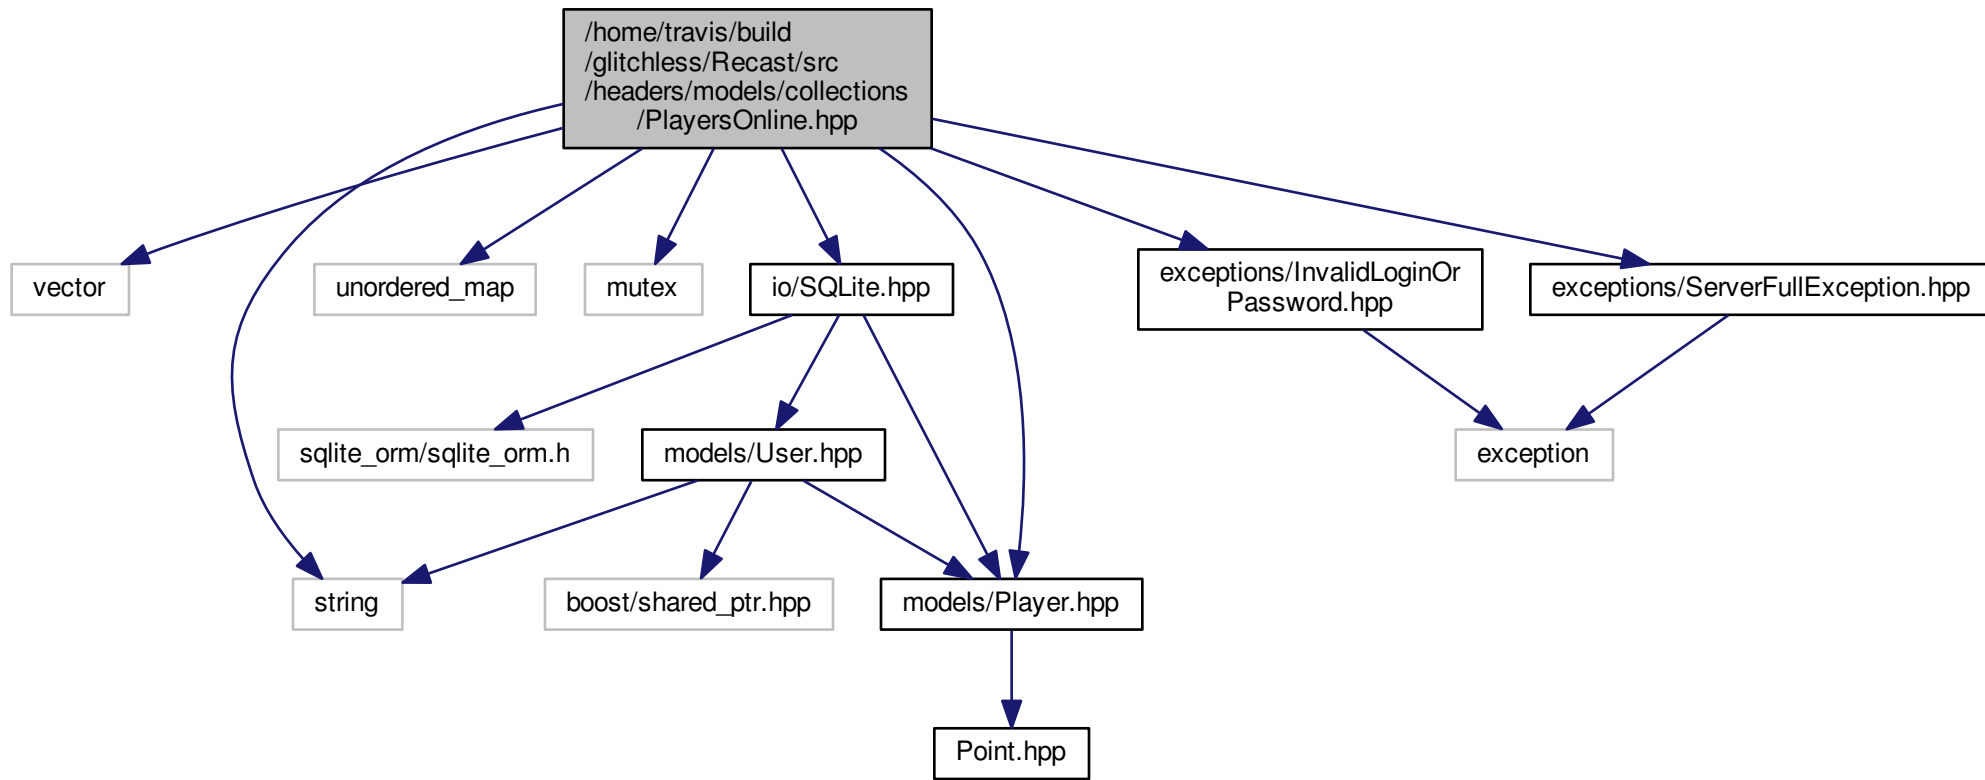 /home/travis/build
/glitchless/Recast/src
/headers/models/collections
/PlayersOnline.hpp
vector
unordered_map
mutex
io/SQLite.hpp
exceptions/InvalidLoginOr
Password.hpp
exceptions/ServerFullException.hpp
sqlite_orm/sqlite_orm.h
models/User.hpp
exception
string
boost/shared_ptr.hpp
models/Player.hpp
Point.hpp